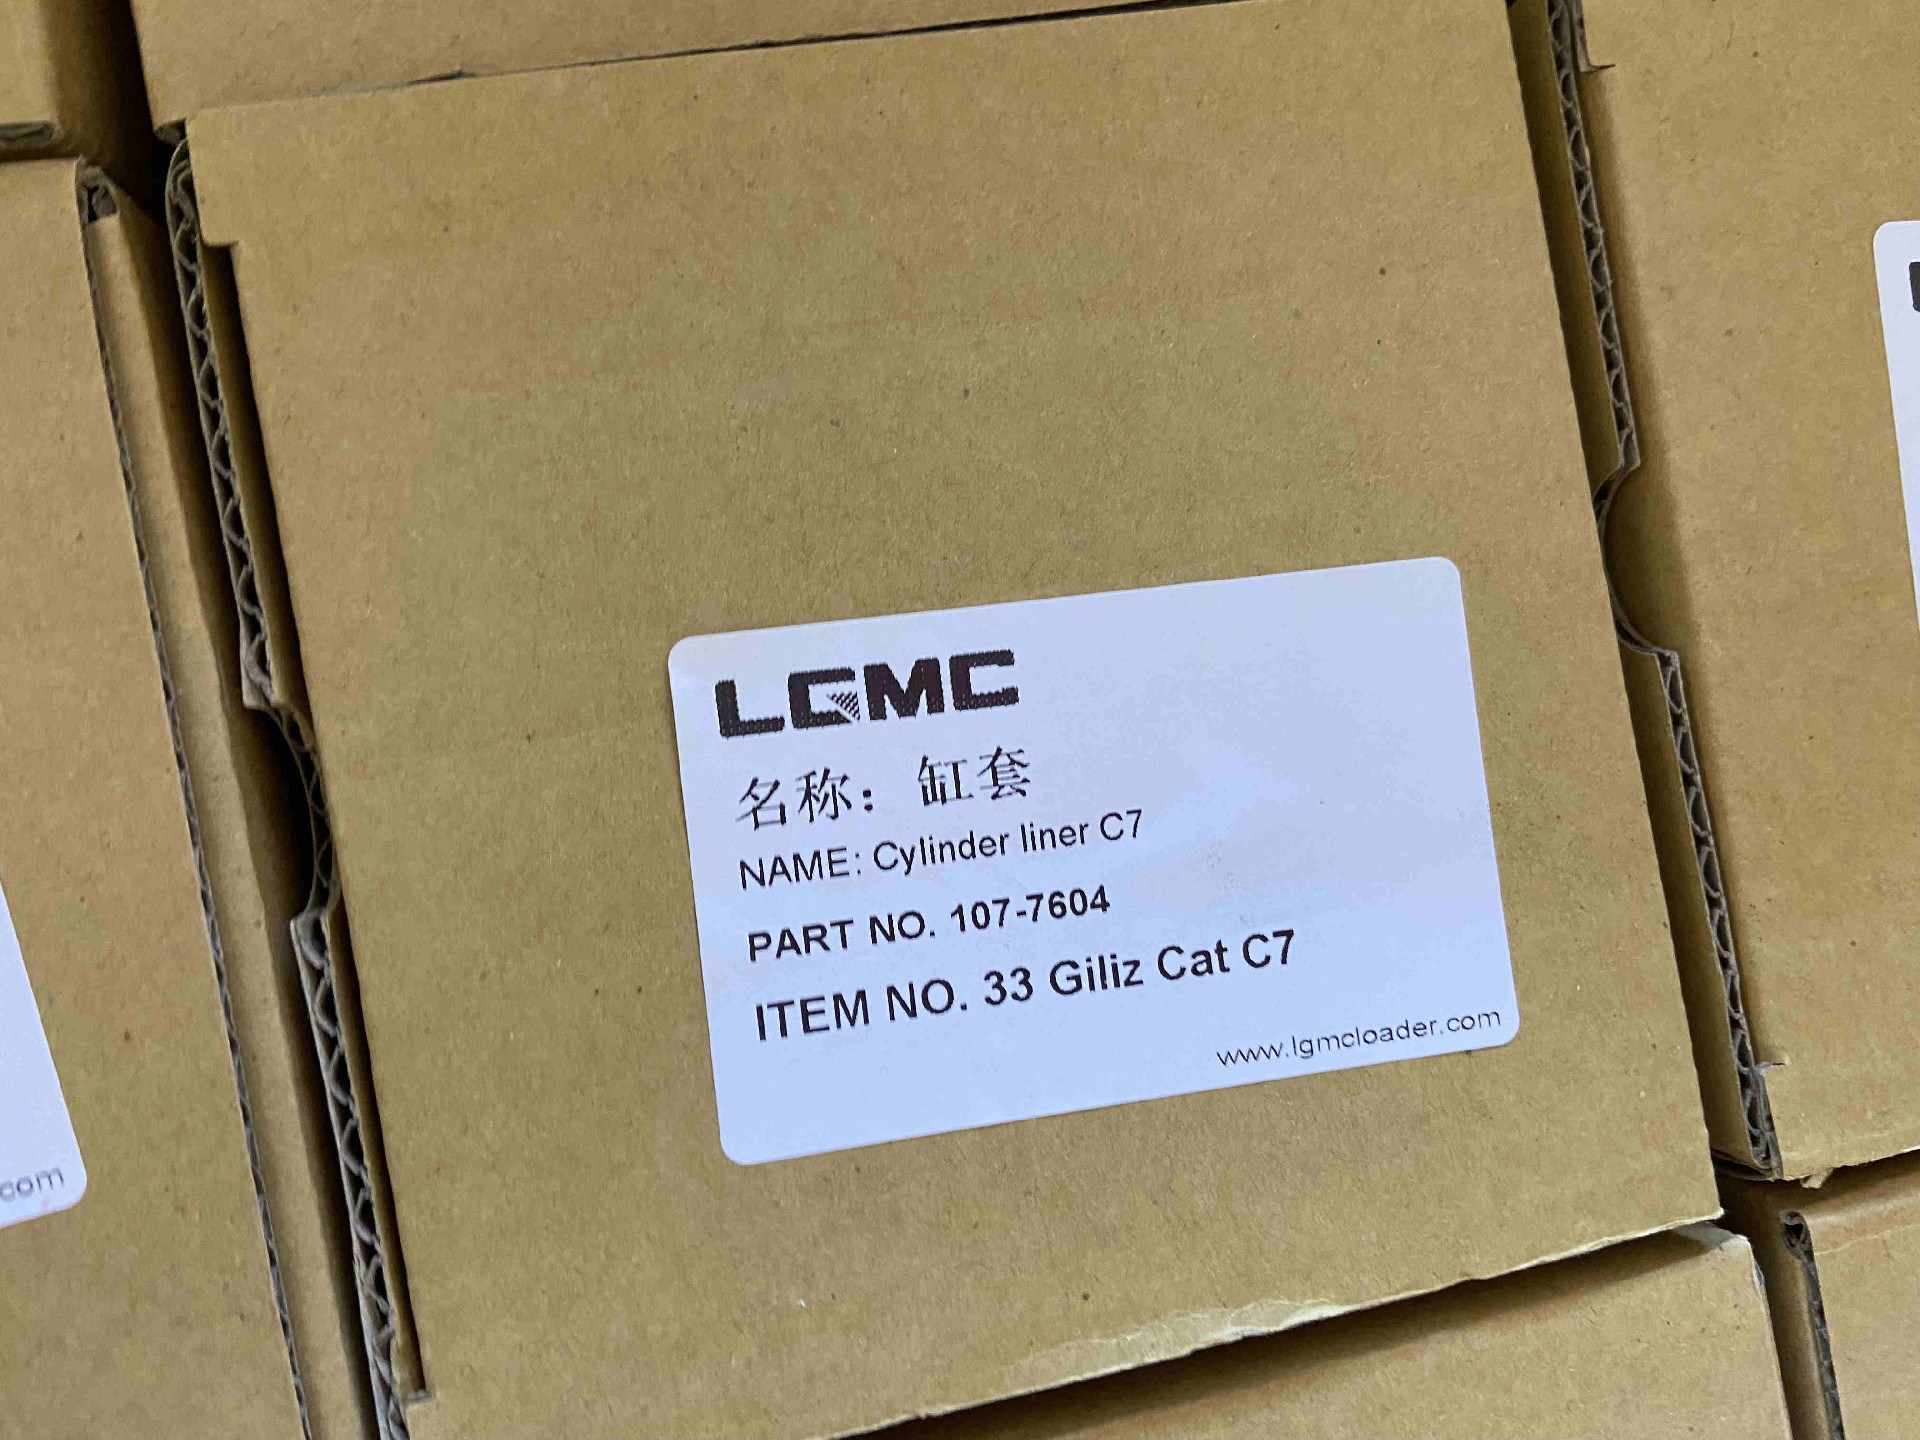 LGMC
名称：缸套
NAME: Cylinder liner C7
PART NO. 107-7604
ITEM NO. 33 Giliz Cat C7
www.lgmcloader.com
com